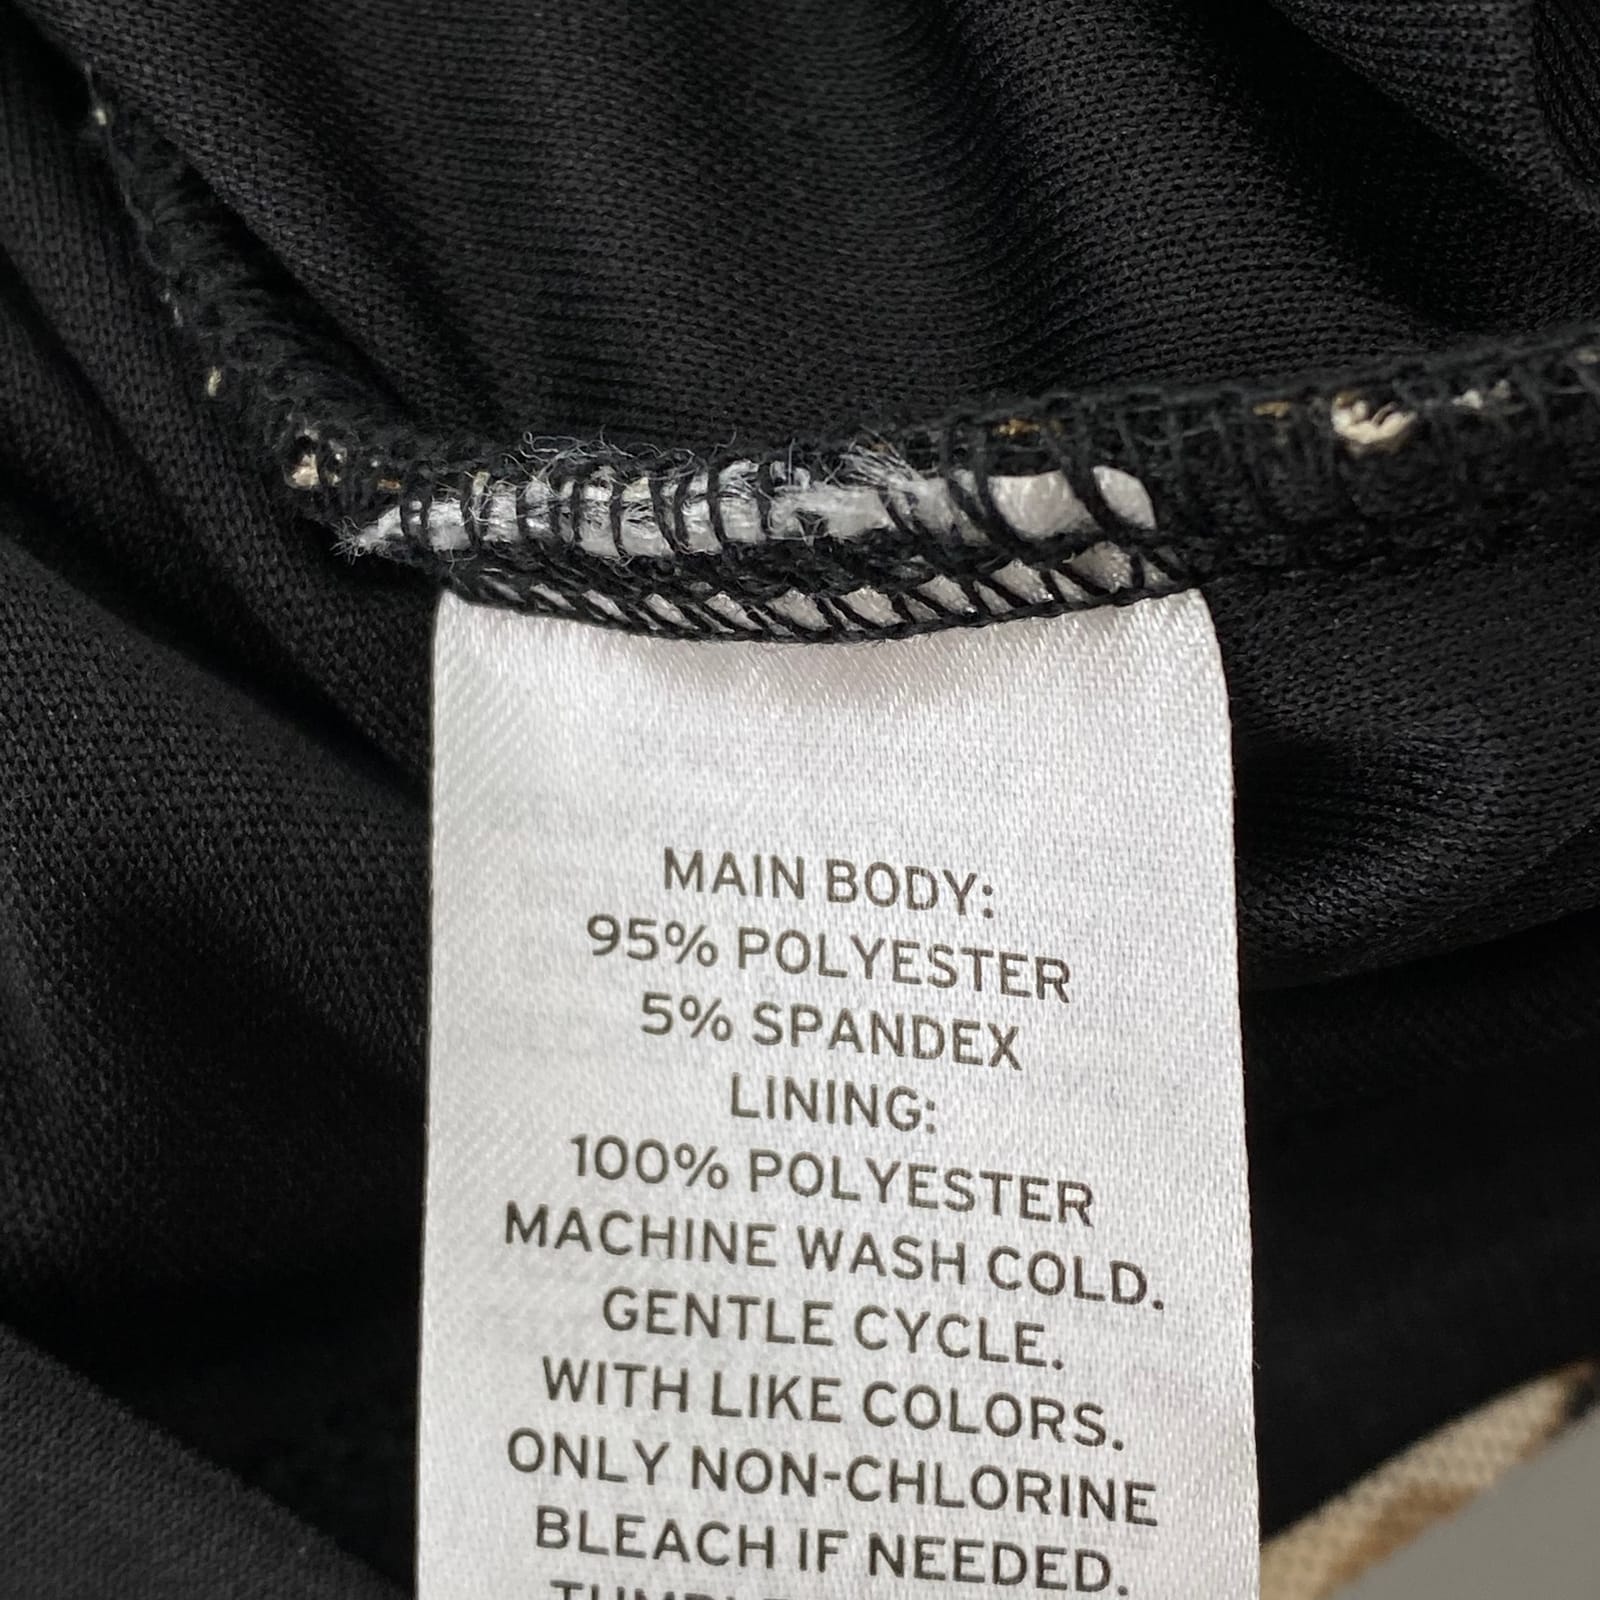 MAIN BODY:
95% POLYESTER
5% SPANDEX
LINING:
100% POLYESTER
MACHINE WASH COLD.
GENTLE CYCLE.
WITH LIKE COLORS.
ONLY NON-CHLORINE
BLEACH IF NEEDED.